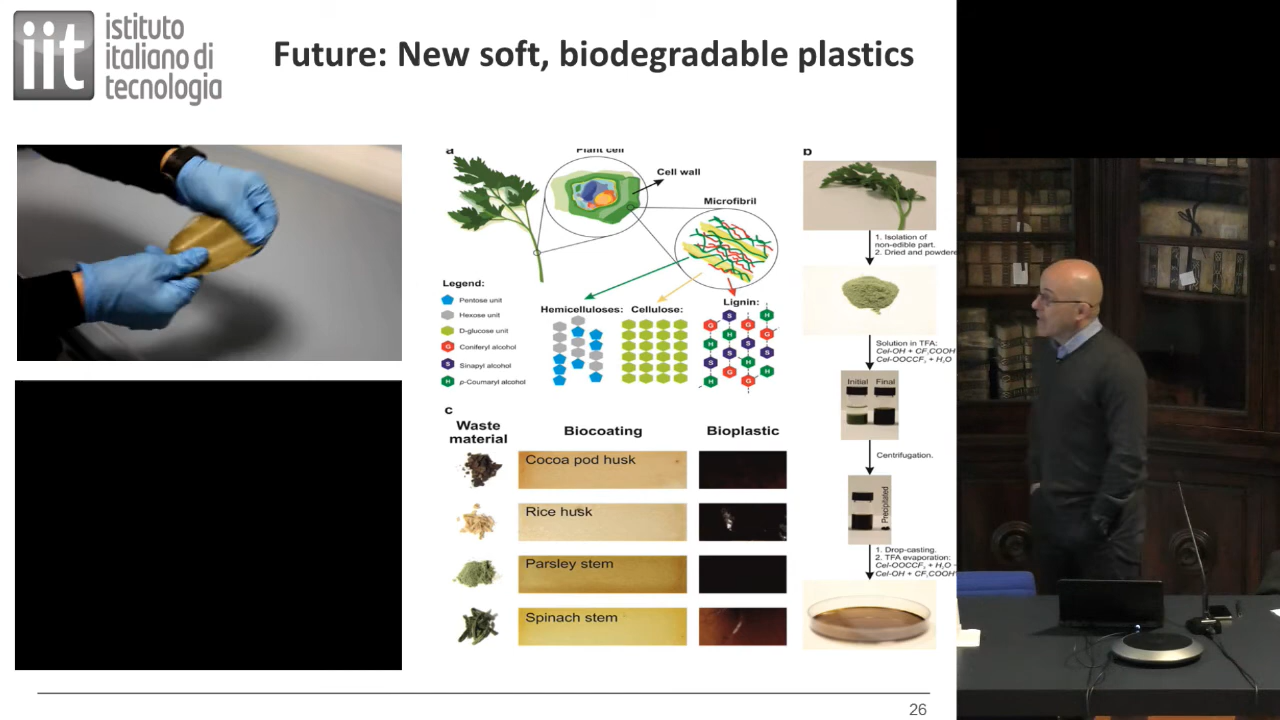 iit istituto
italiano di
tecnologia
Future: New soft, biodegradable plastics
a
Plant cell
Cell wall
Microfibril
Legend:
Pentose unit
Hexose unit
D-glucose unit
G Coniferyl alcohol
S Sinapyl alcohol
H p-Coumaryl alcohol
Hemicelluloses:
Cellulose:
Lignin:
S H
G G
H S
S S
G H
H G
b
1. Isolation of
non-edible part.
2. Dried and powdere
Solution in TFA:
Cel-OH + CF₃COOH
Cel-OOCCF₃ + H₂O
Initial Final
Centrifugation.
Precipitated
1. Drop-casting.
2. TFA evaporation:
Cel-OOCCF₃ + H₂O
Cel-OH + CF₃COOH
c
Waste
material
Biocoating
Bioplastic
Cocoa pod husk
Rice husk
Parsley stem
Spinach stem
26